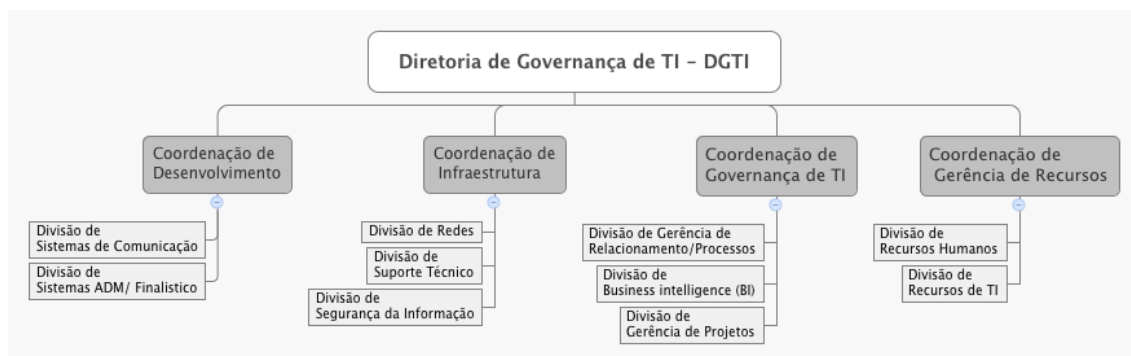 Diretoria de Governança de TI - DGTI
Coordenação de
Desenvolvimento
Divisão de
Sistemas de Comunicação
Divisão de
Sistemas ADM/ Finalistico
Coordenação de
Infraestrutura
Divisão de Redes
Divisão de
Suporte Técnico
Divisão de
Segurança da Informação
Coordenação de
Governança de TI
Divisão de Gerência de
Relacionamento/Processos
Divisão de
Business intelligence (BI)
Divisão de
Gerência de Projetos
Coordenação de
Gerência de Recursos
Divisão de
Recursos Humanos
Divisão de
Recursos de TI